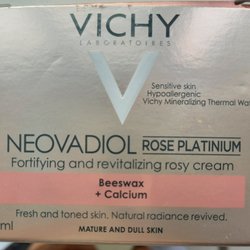 VICHY
LABORATOIRES
Sensitive skin
Hypoallergenic
Vichy Mineralizing Thermal
NEOVADIOL ROSE PLATINIUM
Fortifying and revitalizing rosy cream
Beeswax
+ Calcium
ml
Fresh and toned skin. Natural radiance revived.
MATURE AND DULL SKIN